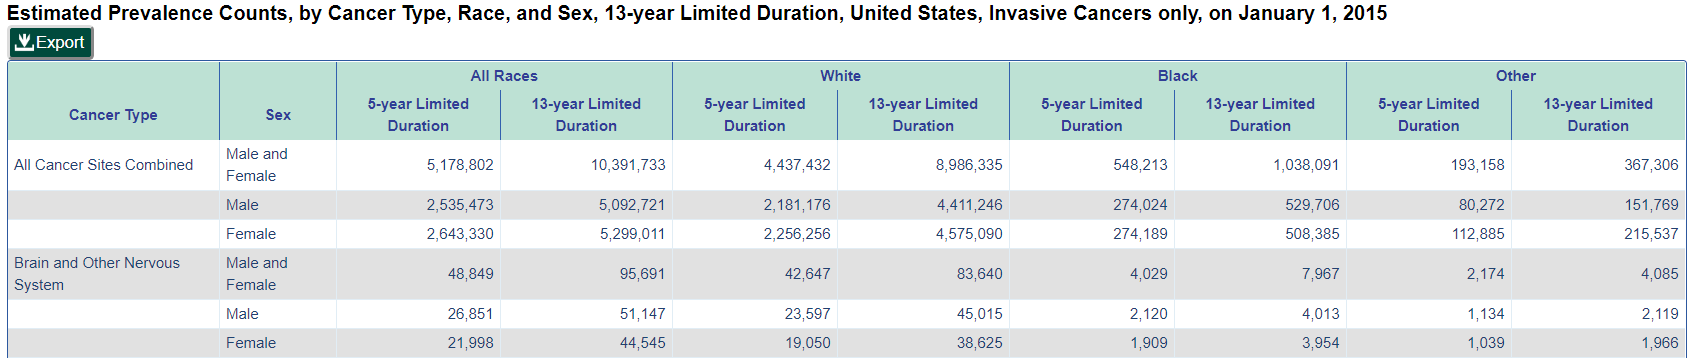 Estimated Prevalence Counts, by Cancer Type, Race, and Sex, 13-year Limited Duration, United States, Invasive Cancers only, on January 1, 2015
Export
Cancer Type Sex All Races White Black Other
5-year Limited Duration 13-year Limited Duration 5-year Limited Duration 13-year Limited Duration 5-year Limited Duration 13-year Limited Duration 5-year Limited Duration 13-year Limited Duration
All Cancer Sites Combined Male and Female 5,178,802 10,391,733 4,437,432 8,986,335 548,213 1,038,091 193,158 367,306
Male 2,535,473 5,092,721 2,181,176 4,411,246 274,024 529,706 80,272 151,769
Female 2,643,330 5,299,011 2,256,256 4,575,090 274,189 508,385 112,885 215,537
Brain and Other Nervous System Male and Female 48,849 95,691 42,647 83,640 4,029 7,967 2,174 4,085
Male 26,851 51,147 23,597 45,015 2,120 4,013 1,134 2,119
Female 21,998 44,545 19,050 38,625 1,909 3,954 1,039 1,966